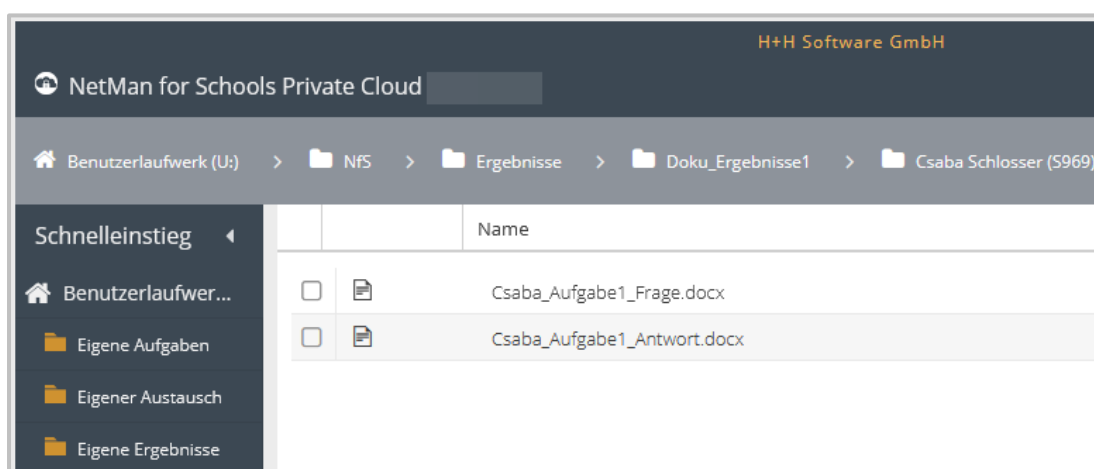 H+H Software GmbH
NetMan for Schools Private Cloud
Benutzerlaufwerk (U:) > NfS > Ergebnisse > Doku_Ergebnisse1 > Csaba Schlosser (S969)
Schnelleinstieg
Name
Benutzerlaufwer...
Csaba_Aufgabe1_Frage.docx
Eigene Aufgaben
Csaba_Aufgabe1_Antwort.docx
Eigener Austausch
Eigene Ergebnisse